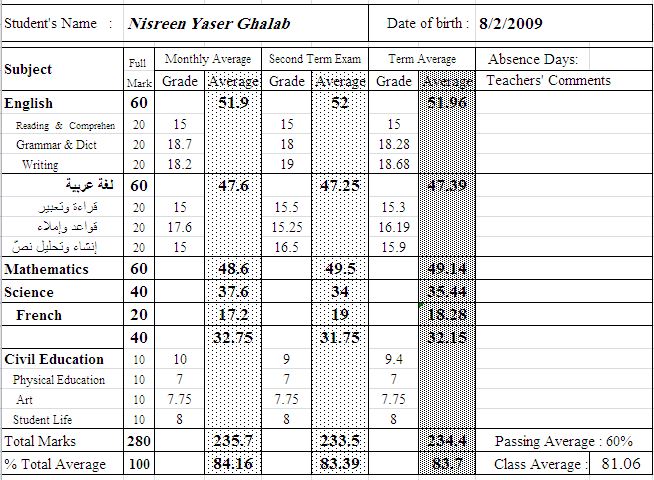 Student's Name : Nisreen Yaser Ghalab Date of birth : 8/2/2009
Subject Full Mark Monthly Average Second Term Exam Term Average Absence Days:
Grade Average Grade Average Grade Average Teachers' Comments
English 60 51.9 52 51.96
Reading & Comprehen 20 15 15 15
Grammar & Dict 20 18.7 18 18.28
Writing 20 18.2 19 18.68
لغة عربية 60 47.6 47.25 47.39
قراءة وتعبير 20 15 15.5 15.3
قواعد وإملاء 20 17.6 15.25 16.19
إنشاء وتحليل نصّ 20 15 16.5 15.9
Mathematics 60 48.6 49.5 49.14
Science 40 37.6 34 35.44
French 20 17.2 19 18.28
40 32.75 31.75 32.15
Civil Education 10 10 9 9.4
Physical Education 10 7 7 7
Art 10 7.75 7.75 7.75
Student Life 10 8 8 8
Total Marks 280 235.7 233.5 234.4 Passing Average : 60%
% Total Average 100 84.16 83.39 83.7 Class Average : 81.06